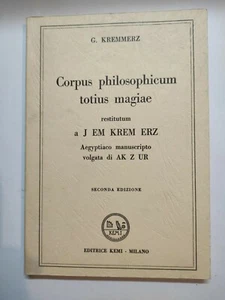 G. KREMMERZ
Corpus philosophicum
totius magiae
restitutum
a J EM KREM ERZ
Aegyptiaco manuscripto
volgata di AK Z UR
SECONDA EDIZIONE
KEMI
EDITRICE KEMI - MILANO